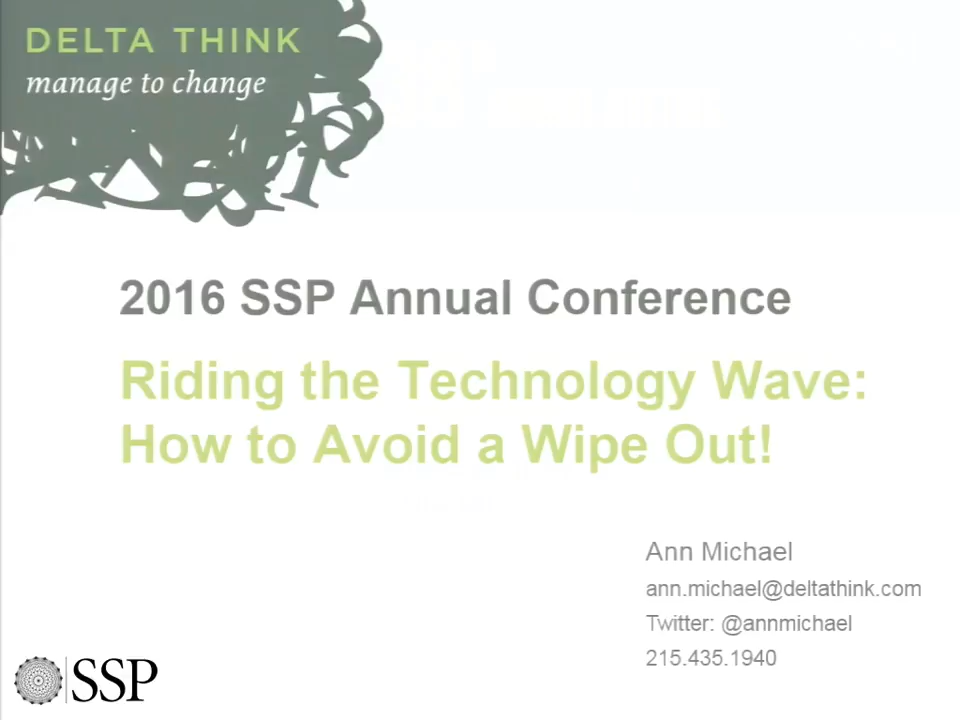 DELTA THINK
manage to change
2016 SSP Annual Conference
Riding the Technology Wave:
How to Avoid a Wipe Out!
Ann Michael
ann.michael@deltathink.com
Twitter: @annmichael
215.435.1940
SSP